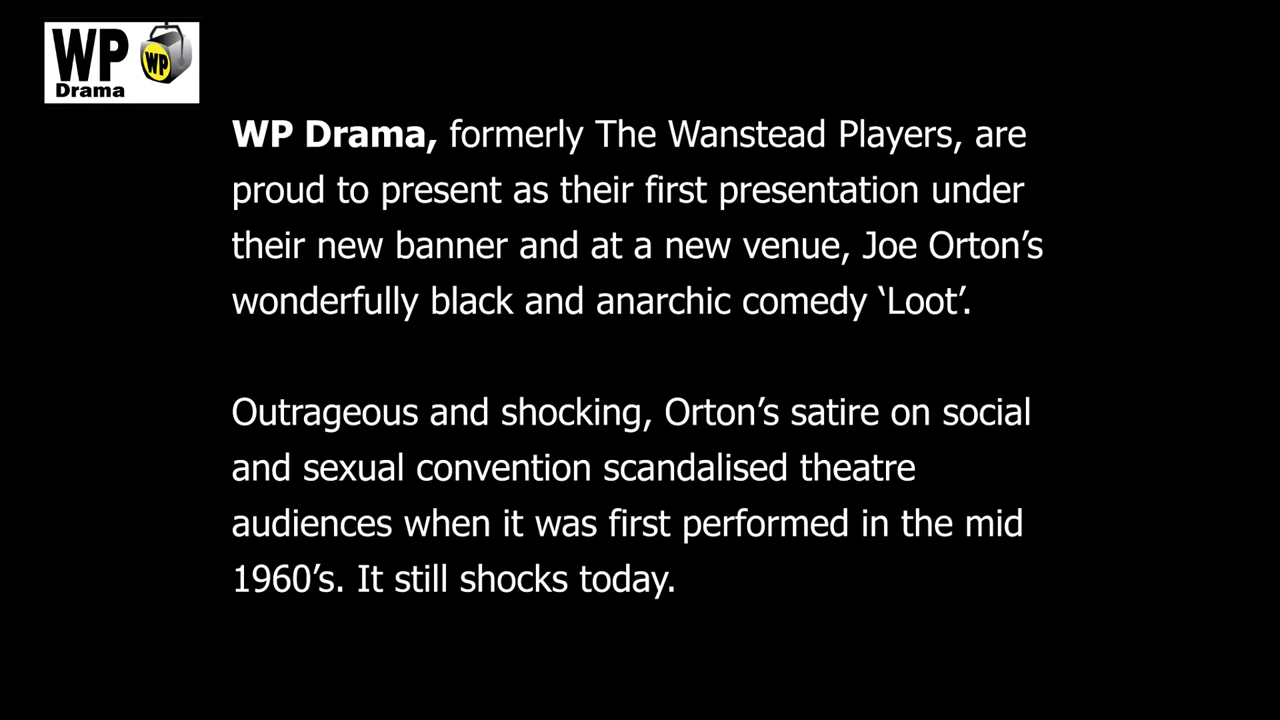 WP
Drama
WP
WP Drama, formerly The Wanstead Players, are
proud to present as their first presentation under
their new banner and at a new venue, Joe Orton’s
wonderfully black and anarchic comedy ‘Loot’.
Outrageous and shocking, Orton’s satire on social
and sexual convention scandalised theatre
audiences when it was first performed in the mid
1960’s. It still shocks today.